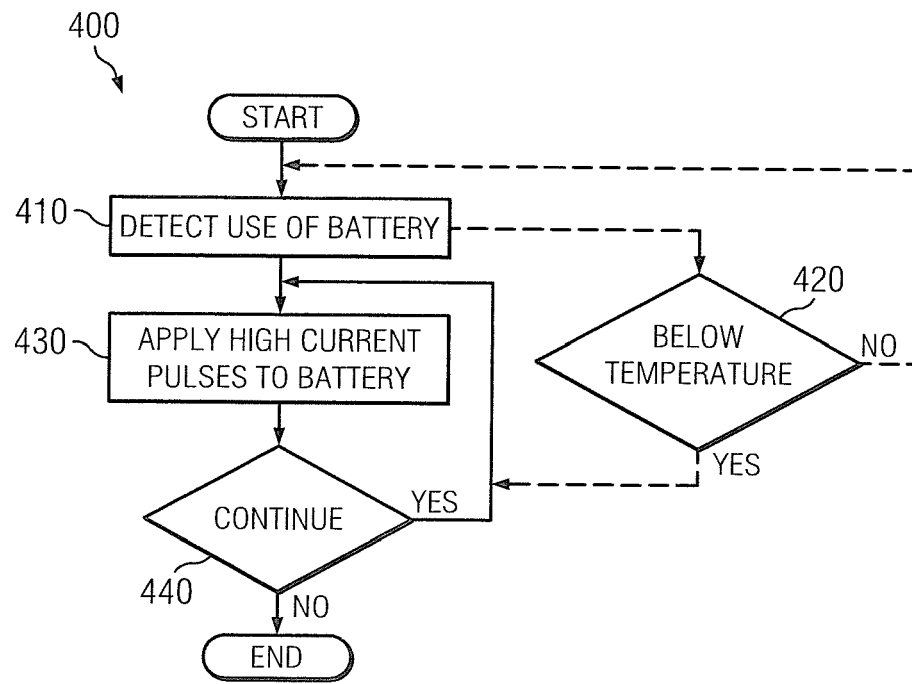 400
START
410
DETECT USE OF BATTERY
420
430
APPLY HIGH CURRENT
PULSES TO BATTERY
BELOW
TEMPERATURE
NO
YES
CONTINUE
YES
440
NO
END